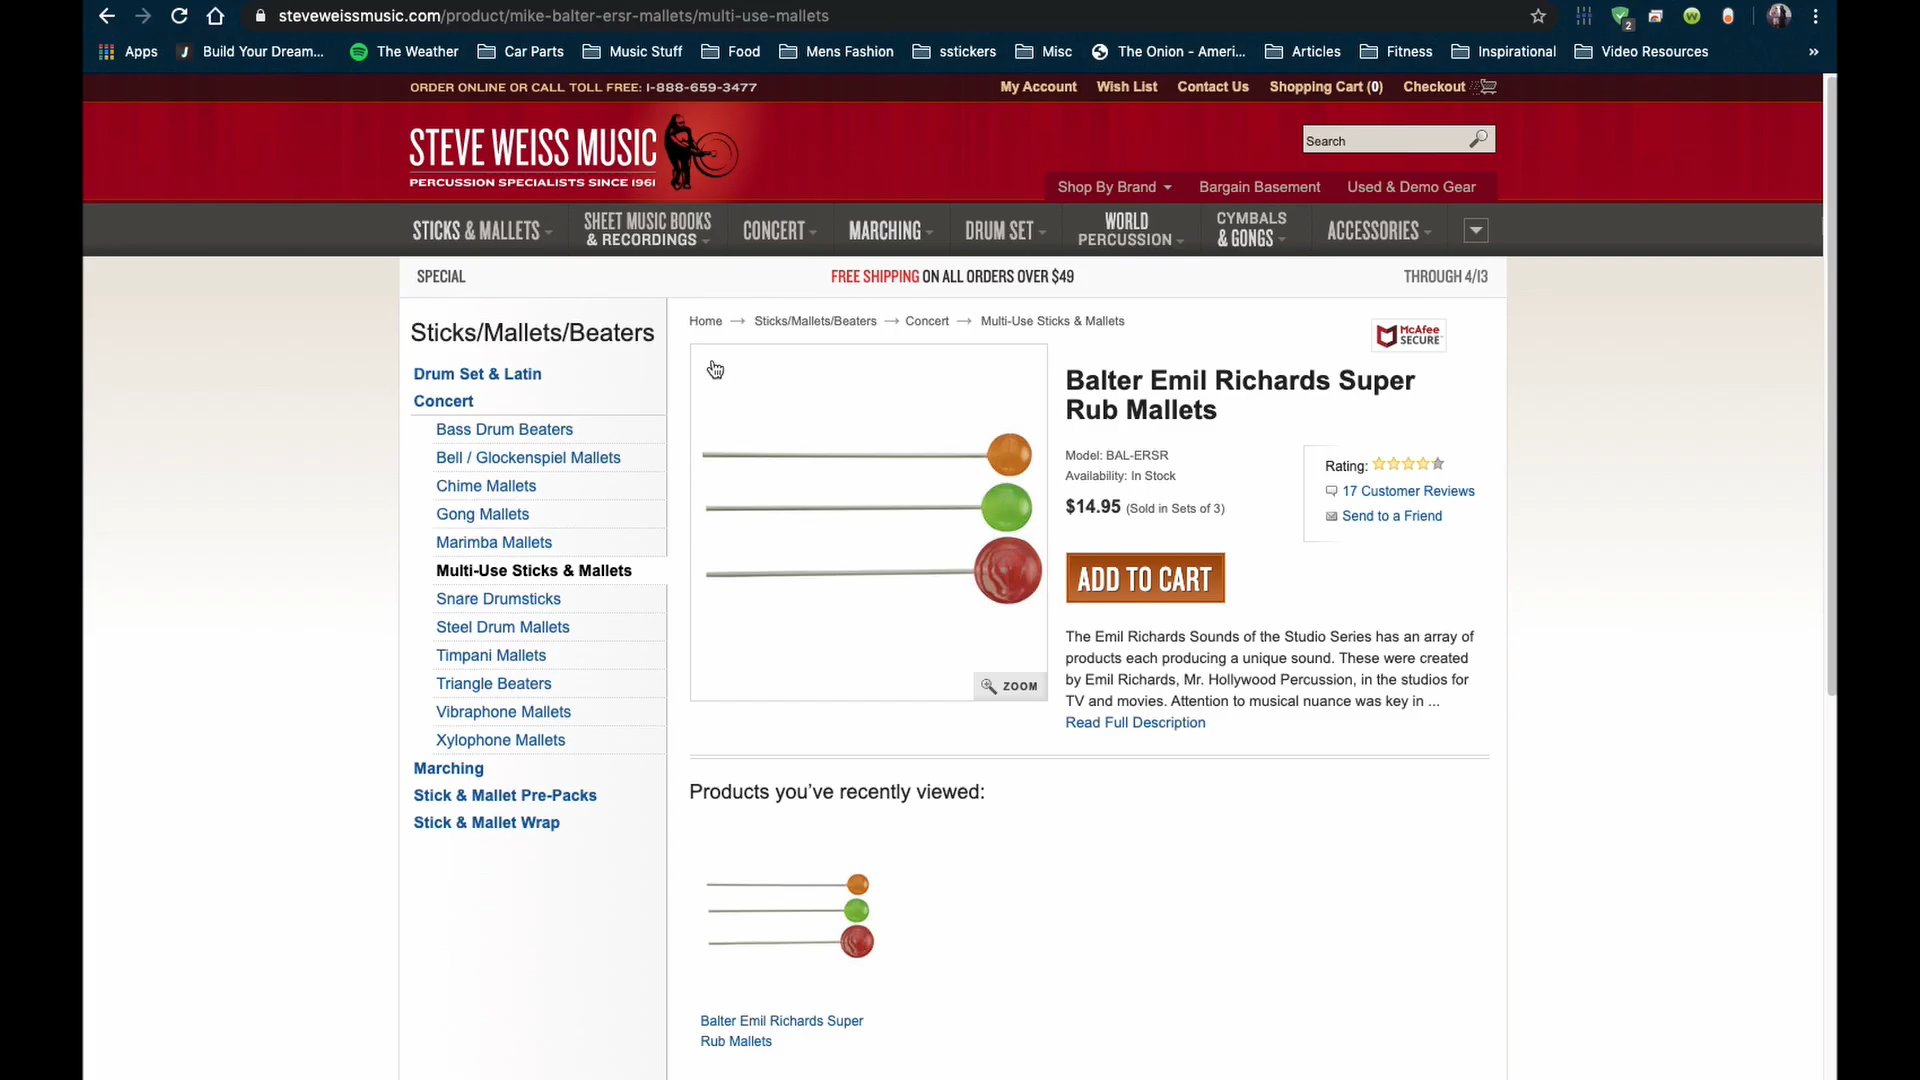 steveweissmusic.com/product/mike-balter-ersr-mallets/multi-use-mallets
2
Apps
Build Your Dream...
The Weather
Car Parts
Music Stuff
Food
Mens Fashion
sstickers
Misc
The Onion - Ameri...
Articles
Fitness
Inspirational
Video Resources
»
ORDER ONLINE OR CALL TOLL FREE: 1-888-659-3477
My Account
Wish List
Contact Us
Shopping Cart (0)
Checkout
STEVE WEISS MUSIC
PERCUSSION SPECIALISTS SINCE 1961
Search
Shop By Brand
Bargain Basement
Used & Demo Gear
STICKS & MALLETS
SHEET MUSIC BOOKS
& RECORDINGS
CONCERT
MARCHING
DRUM SET
WORLD
PERCUSSION
CYMBALS
& GONGS
ACCESSORIES
SPECIAL
FREE SHIPPING ON ALL ORDERS OVER $49
THROUGH 4/13
Sticks/Mallets/Beaters
Drum Set & Latin
Concert
Bass Drum Beaters
Bell / Glockenspiel Mallets
Chime Mallets
Gong Mallets
Marimba Mallets
Multi-Use Sticks & Mallets
Snare Drumsticks
Steel Drum Mallets
Timpani Mallets
Triangle Beaters
Vibraphone Mallets
Xylophone Mallets
Marching
Stick & Mallet Pre-Packs
Stick & Mallet Wrap
Home → Sticks/Mallets/Beaters → Concert → Multi-Use Sticks & Mallets
McAfee
SECURE
ZOOM
Balter Emil Richards Super
Rub Mallets
Model: BAL-ERSR
Availability: In Stock
$14.95 (Sold in Sets of 3)
Rating:
17 Customer Reviews
Send to a Friend
ADD TO CART
The Emil Richards Sounds of the Studio Series has an array of
products each producing a unique sound. These were created
by Emil Richards, Mr. Hollywood Percussion, in the studios for
TV and movies. Attention to musical nuance was key in ...
Read Full Description
Products you've recently viewed:
Balter Emil Richards Super
Rub Mallets